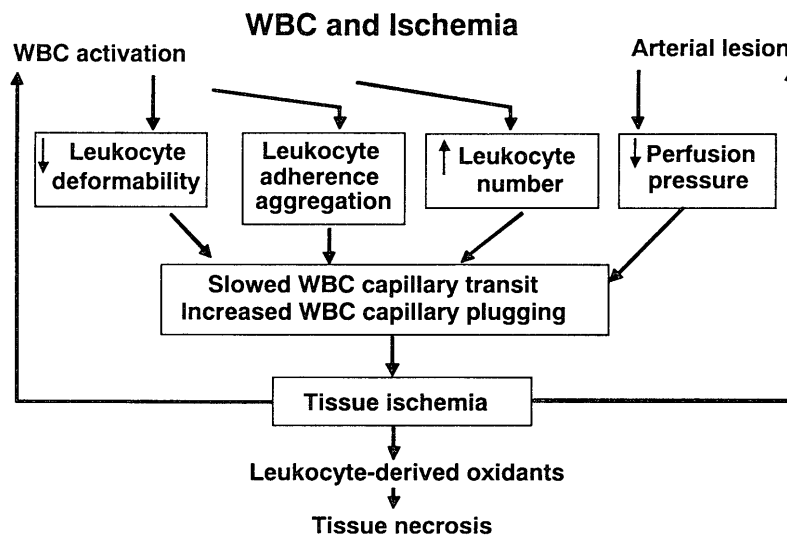 WBC and Ischemia
WBC activation
Arterial lesion
↓ Leukocyte
deformability
Leukocyte
adherence
aggregation
↑ Leukocyte
number
↓ Perfusion
pressure
Slowed WBC capillary transit
Increased WBC capillary plugging
Tissue ischemia
Leukocyte-derived oxidants
Tissue necrosis